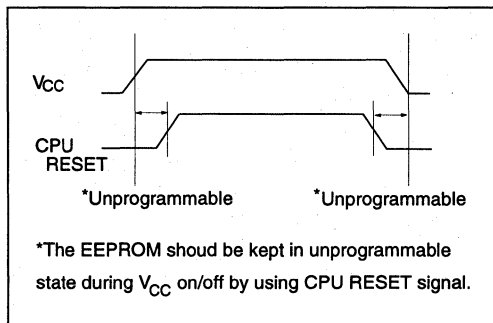 VCC
CPU
RESET
*Unprogrammable *Unprogrammable
*The EEPROM shoud be kept in unprogrammable
state during VCC on/off by using CPU RESET signal.